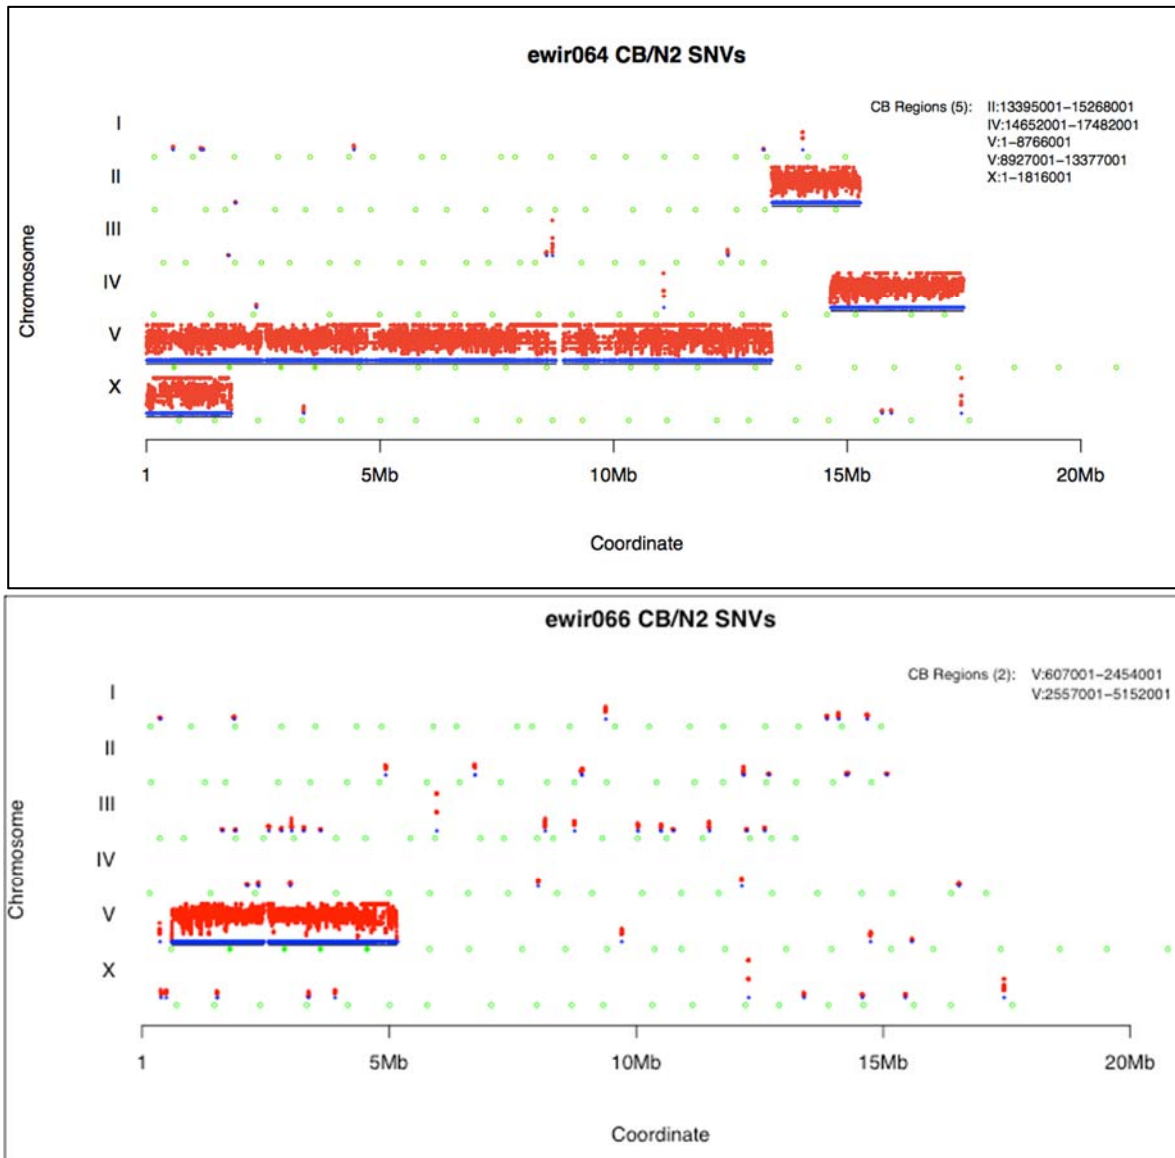 ewir064 CB/N2 SNVs
CB Regions (5): II:13395001−15268001
IV:14652001−17482001
V:1−8766001
V:8927001−13377001
X:1−1816001
Chromosome
I
II
III
IV
V
X
1 5Mb 10Mb 15Mb 20Mb
Coordinate
ewir066 CB/N2 SNVs
CB Regions (2): V:607001−2454001
V:2557001−5152001
Chromosome
I
II
III
IV
V
X
1 5Mb 10Mb 15Mb 20Mb
Coordinate